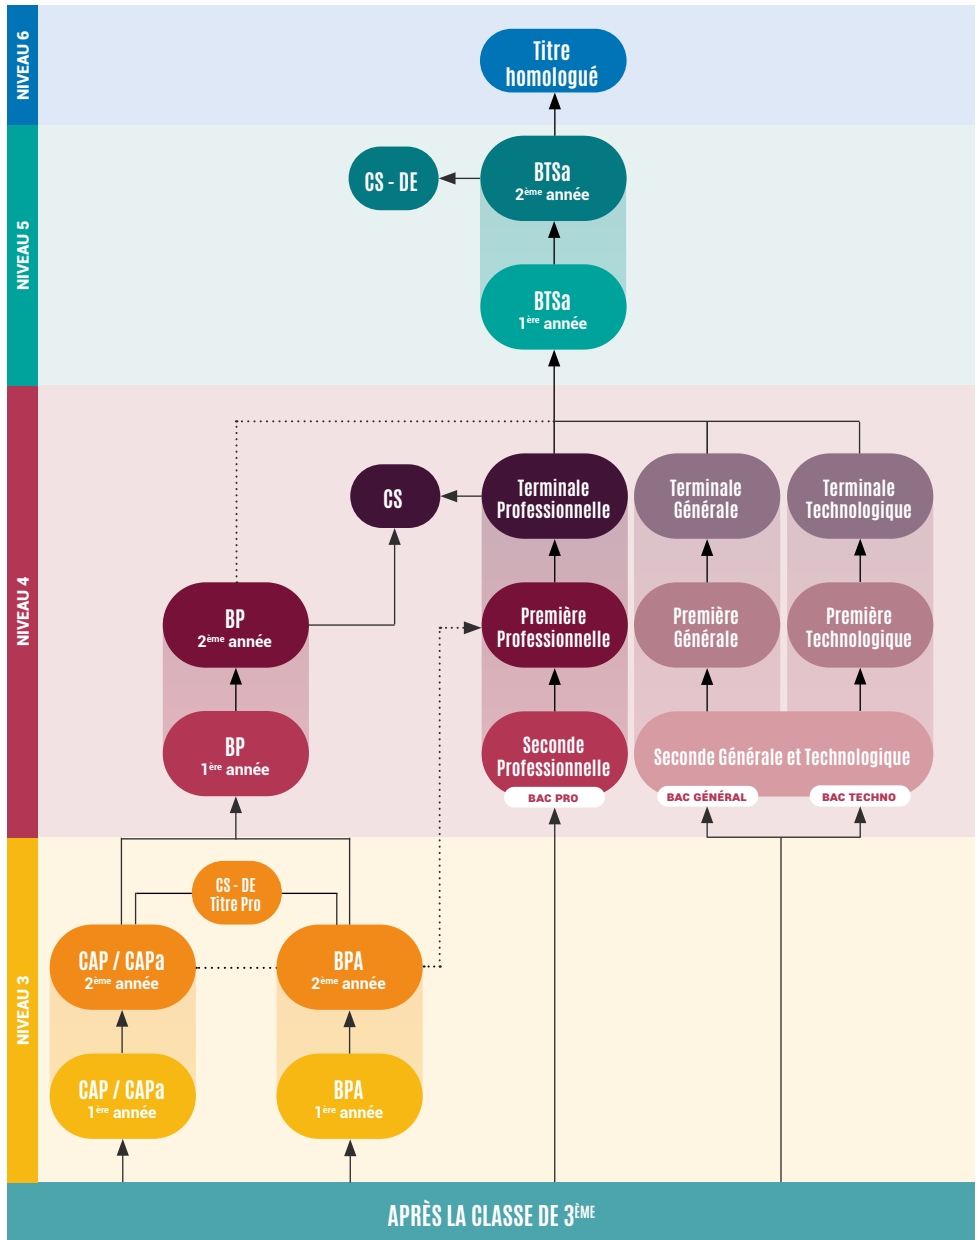 NIVEAU 6
Titre
homologué
NIVEAU 5
CS - DE
BTSa
2ème année
BTSa
1ère année
NIVEAU 4
CS
Terminale
Professionnelle
Terminale
Générale
Terminale
Technologique
BP
2ème année
Première
Professionnelle
Première
Générale
Première
Technologique
BP
1ère année
Seconde
Professionnelle
Seconde Générale et Technologique
BAC PRO
BAC GÉNÉRAL
BAC TECHNO
NIVEAU 3
CS - DE
Titre Pro
CAP / CAPa
2ème année
BPA
2ème année
CAP / CAPa
1ère année
BPA
1ère année
APRÈS LA CLASSE DE 3ÈME